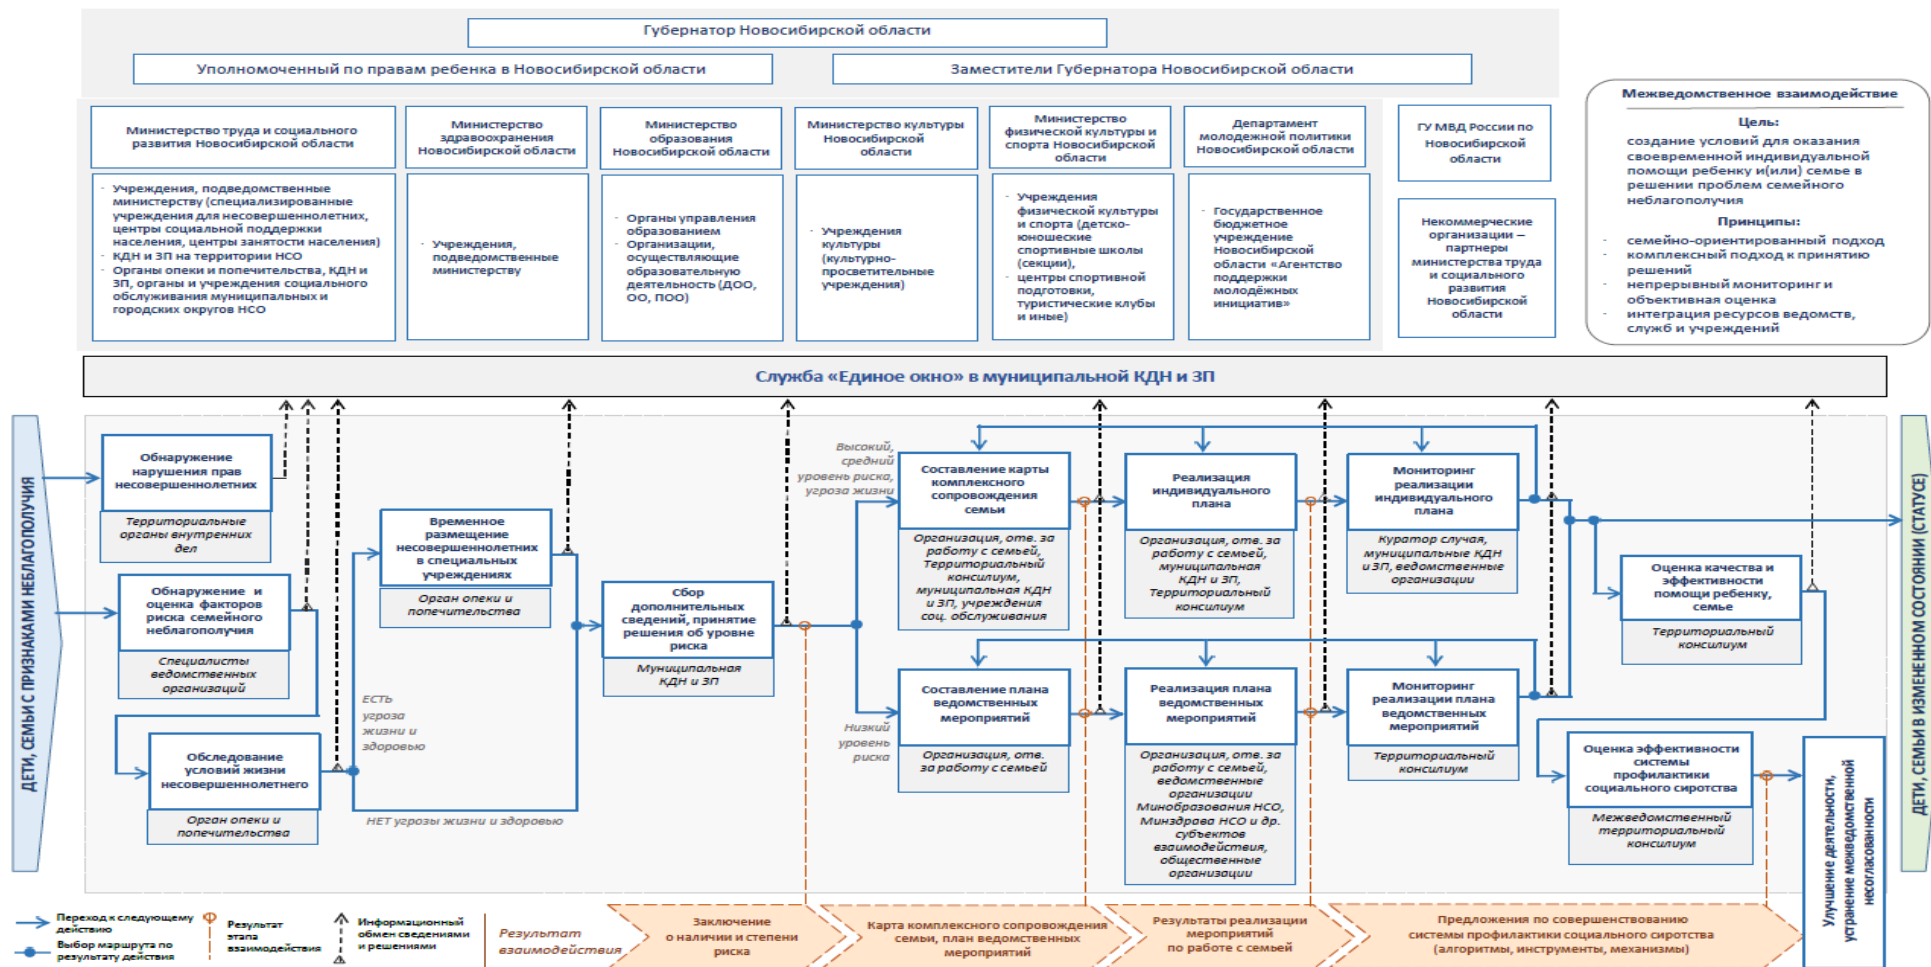 Губернатор Новосибирской области
Уполномоченный по правам ребенка в Новосибирской области
Заместители Губернатора Новосибирской области
Министерство труда и социального
развития Новосибирской области
Министерство
здравоохранения
Новосибирской области
Министерство
образования
Новосибирской области
Министерство культуры
Новосибирской
области
Министерство
физической культуры и
спорта Новосибирской
области
Департамент
молодежной политики
Новосибирской области
ГУ МВД России по
Новосибирской
области
- Учреждения, подведомственные
министерству (специализированные
учреждения для несовершеннолетних,
центры социальной поддержки
населения, центры занятости населения)
- КДН и ЗП на территории НСО
- Органы опеки и попечительства, КДН и
ЗП, органы и учреждения социального
обслуживания муниципальных и
городских округов НСО
- Учреждения,
подведомственные
министерству
- Органы управления
образованием
- Организации,
осуществляющие
образовательную
деятельность (ДОО,
ОО, ПОО)
- Учреждения
культуры
(культурно-
просветительные
учреждения)
- Учреждения
физической культуры
и спорта (детско-
юношеские
спортивные школы
(секции),
- центры спортивной
подготовки,
туристические клубы
и иные)
- Государственное
бюджетное
учреждение
Новосибирской
области «Агентство
поддержки
молодёжных
инициатив»
Некоммерческие
организации –
партнеры
министерства труда
и социального
развития
Новосибирской
области
Межведомственное взаимодействие
Цель:
создание условий для оказания
своевременной индивидуальной
помощи ребенку и(или) семье в
решении проблем семейного
неблагополучия
Принципы:
- семейно-ориентированный подход
- комплексный подход к принятию
решений
- непрерывный мониторинг и
объективная оценка
- интеграция ресурсов ведомств,
служб и учреждений
Служба «Единое окно» в муниципальной КДН и ЗП
ДЕТИ, СЕМЬИ С ПРИЗНАКАМИ НЕБЛАГОПОЛУЧИЯ
Обнаружение
нарушения прав
несовершеннолетних
Территориальные
органы внутренних
дел
Обнаружение и
оценка факторов
риска семейного
неблагополучия
Специалисты
ведомственных
организаций
Обследование
условий жизни
несовершеннолетнего
Орган опеки и
попечительства
ЕСТЬ
угроза
жизни и
здоровью
НЕТ угрозы жизни и здоровью
Временное
размещение
несовершеннолетних
в специальных
учреждениях
Орган опеки и
попечительства
Сбор
дополнительных
сведений, принятие
решения об уровне
риска
Муниципальная
КДН и ЗП
Высокий,
средний
уровень риска,
угроза жизни
Низкий
уровень
риска
Составление карты
комплексного
сопровождения
семьи
Организация, отв. за
работу с семьей,
Территориальный
консилиум,
муниципальная КДН
и ЗП, учреждения
соц. обслуживания
Реализация
индивидуального
плана
Организация, отв. за
работу с семьей,
муниципальная
КДН и ЗП,
Территориальный
консилиум
Мониторинг
реализации
индивидуального
плана
Куратор случая,
муниципальные КДН
и ЗП, ведомственные
организации
Составление плана
ведомственных
мероприятий
Организация, отв.
за работу с семьей
Реализация плана
ведомственных
мероприятий
Организация, отв. за
работу с семьей,
ведомственные
организации
Минобразования НСО,
Минздрава НСО и др.
субъектов
взаимодействия,
общественные
организации
Мониторинг
реализации плана
ведомственных
мероприятий
Территориальный
консилиум
Оценка качества и
эффективности
помощи ребенку,
семье
Территориальный
консилиум
Оценка эффективности
системы
профилактики
социального сиротства
Межведомственный
территориальный
консилиум
Улучшение деятельности,
устранение межведомственной
несогласованности
ДЕТИ, СЕМЬИ В ИЗМЕНЕННОМ СОСТОЯНИИ (СТАТУСЕ)
Переход к следующему
действию
Выбор маршрута по
результату действия
Результат
этапа
взаимодействия
Информационный
обмен сведениями
и решениями
Результат
взаимодействия
Заключение
о наличии и степени
риска
Карта комплексного сопровождения
семьи, план ведомственных
мероприятий
Результаты реализации
мероприятий
по работе с семьей
Предложения по совершенствованию
системы профилактики социального сиротства
(алгоритмы, инструменты, механизмы)